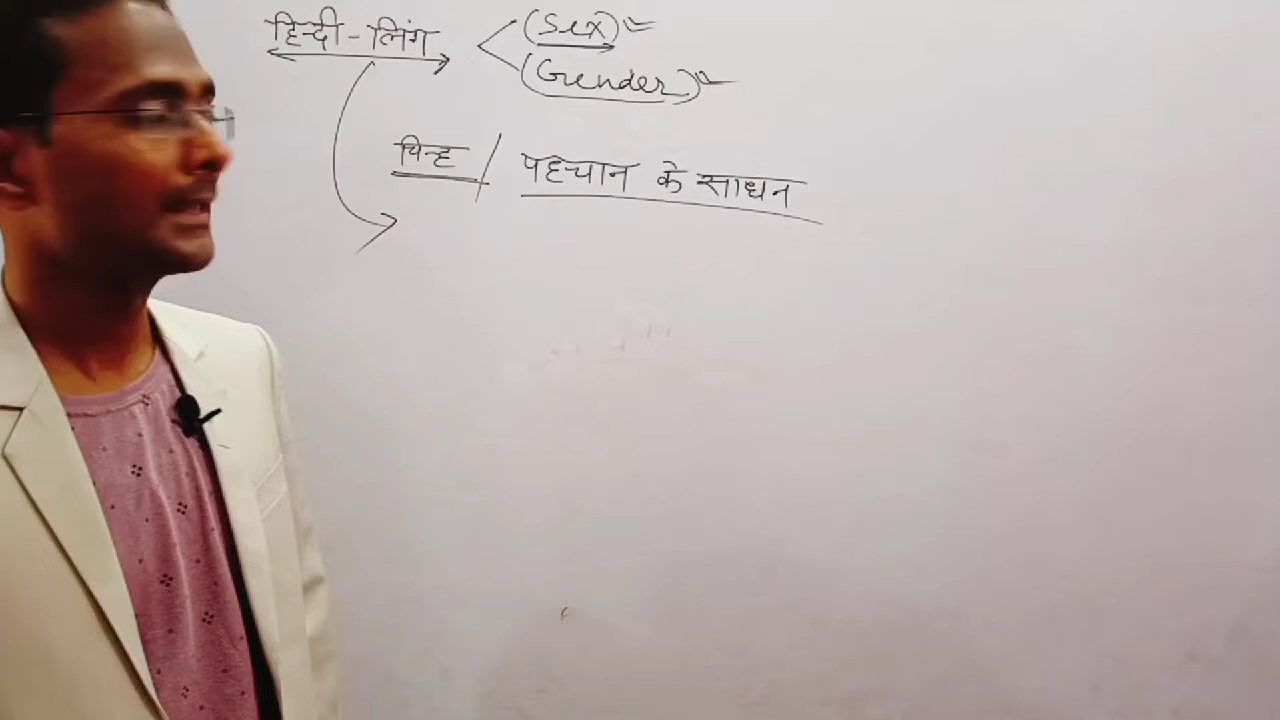 हिन्दी - लिंग
(Sex)
(Gender)
चिन्ह / पहचान के साधन